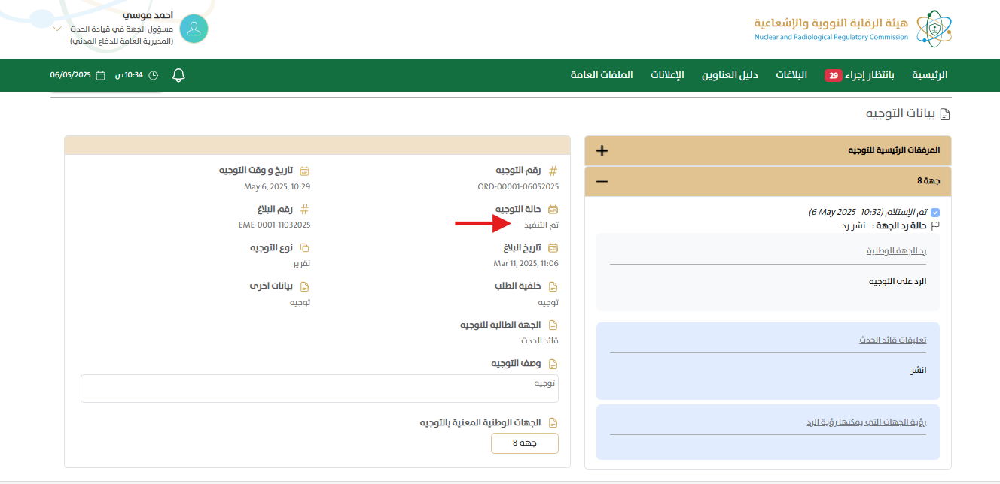 هيئة الرقابة النووية والإشعاعية
Nuclear and Radiological Regulatory Commission
احمد موسي
مسؤول الجهة في قيادة الحدث
(المديرية العامة للدفاع المدني)
الرئيسية
بانتظار إجراء 29
البلاغات
دليل العناوين
الإعلانات
الملفات العامة
10:34 ص
06/05/2025
بيانات التوجيه
المرفقات الرئيسية للتوجيه
جهة 8
تم الإستلام (10:32 6 May 2025)
حالة رد الجهة : نشر رد
رد الجهة الوطنية
الرد على التوجيه
تعليقات قائد الحدث
انشر
رؤية الجهات التي يمكنها رؤية الرد
رقم التوجيه
ORD-00001-06052025
تاريخ و وقت التوجيه
May 6, 2025, 10:29
حالة التوجيه
تم التنفيذ
رقم البلاغ
EME-0001-11032025
تاريخ البلاغ
Mar 11, 2025, 11:06
نوع التوجيه
تقرير
خلفية الطلب
توجيه
بيانات اخرى
توجيه
الجهة الطالبة للتوجيه
قائد الحدث
وصف التوجيه
توجيه
الجهات الوطنية المعنية بالتوجيه
جهة 8